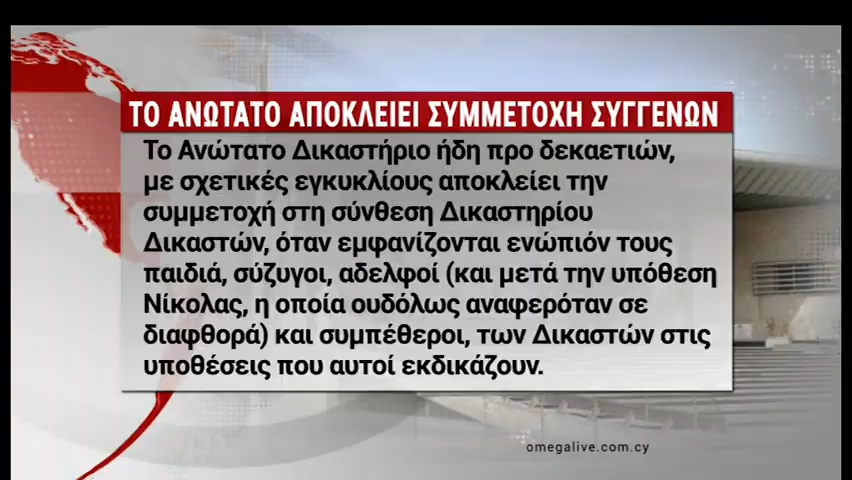 ΤΟ ΑΝΩΤΑΤΟ ΑΠΟΚΛΕΙΕΙ ΣΥΜΜΕΤΟΧΗ ΣΥΓΓΕΝΩΝ
Το Ανώτατο Δικαστήριο ήδη προ δεκαετιών,
με σχετικές εγκυκλίους αποκλείει την
συμμετοχή στη σύνθεση Δικαστηρίου
Δικαστών, όταν εμφανίζονται ενώπιόν τους
παιδιά, σύζυγοι, αδελφοί (και μετά την υπόθεση
Νίκολας, η οποία ουδόλως αναφερόταν σε
διαφθορά) και συμπέθεροι, των Δικαστών στις
υποθέσεις που αυτοί εκδικάζουν.
omegalive.com.cy